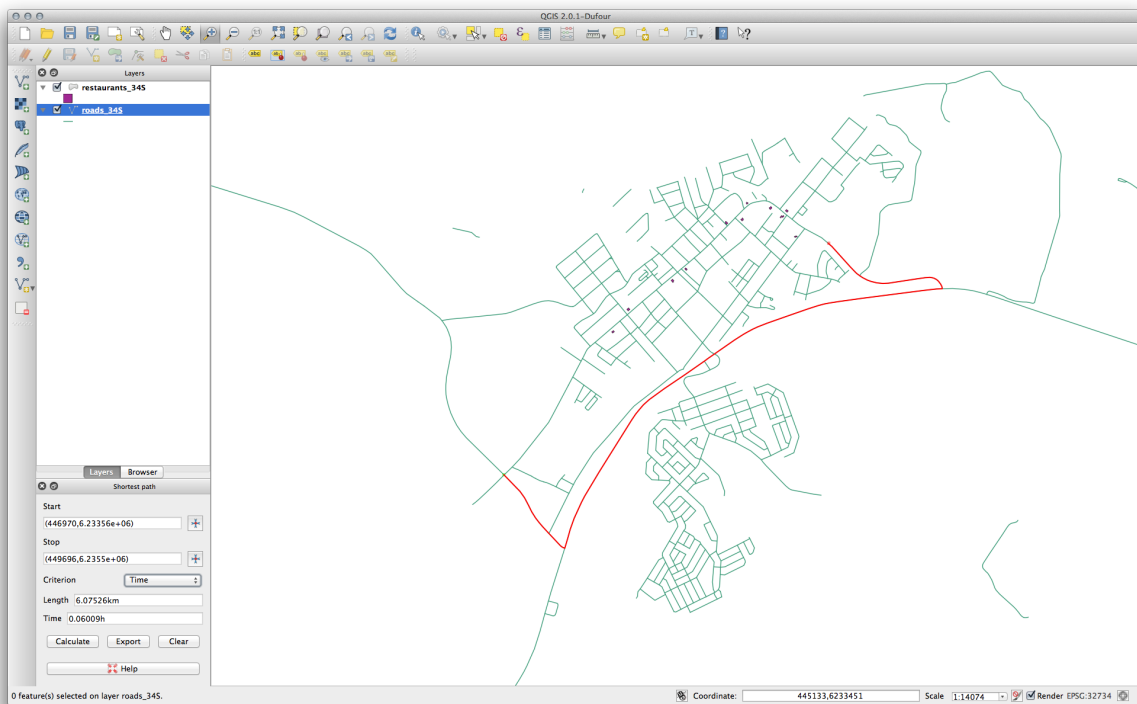 QGIS 2.0.1-Dufour
Layers
restaurants_34S
roads_34S
Layers
Browser
Shortest path
Start
(446970,6.23356e+06)
Stop
(449696,6.2355e+06)
Criterion
Time
Length
6.07526km
Time
0.06009h
Calculate
Export
Clear
Help
0 feature(s) selected on layer roads_34S.
Coordinate:
445133,6233451
Scale
1:14074
Render
EPSG:32734